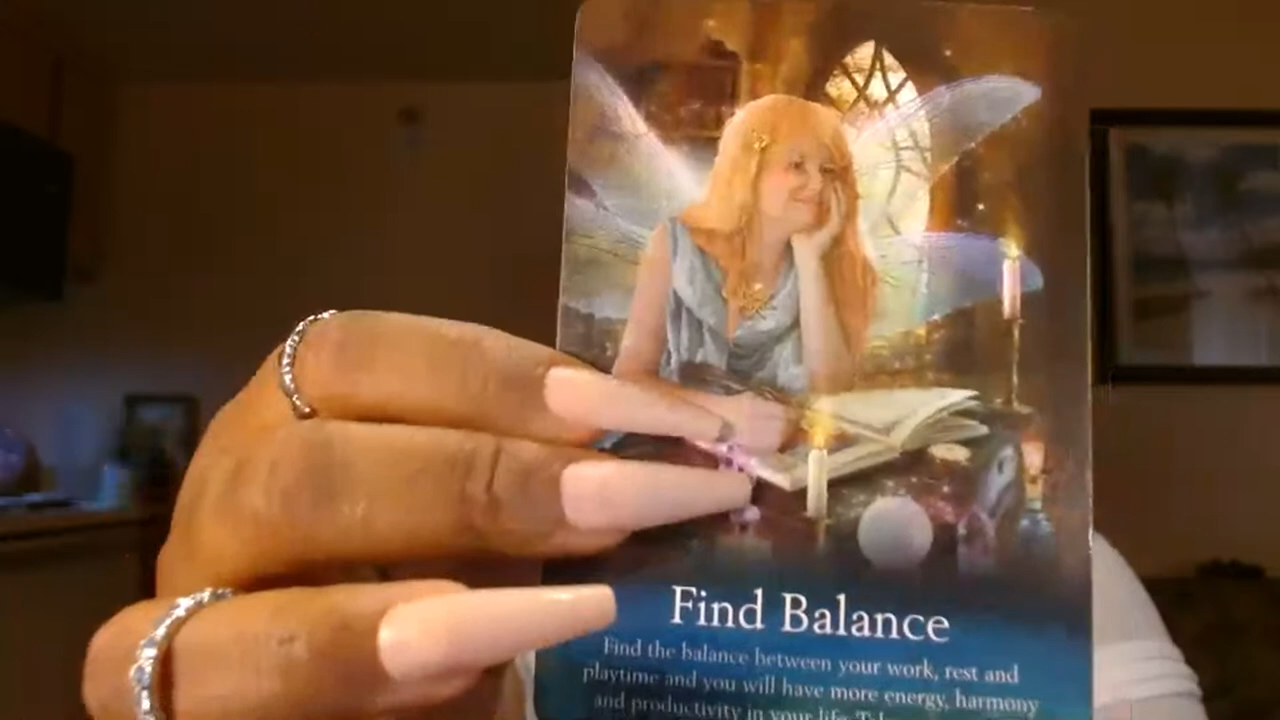 Find Balance
Find the balance between your work, rest and
playtime and you will have more energy, harmony
and productivity in your life.